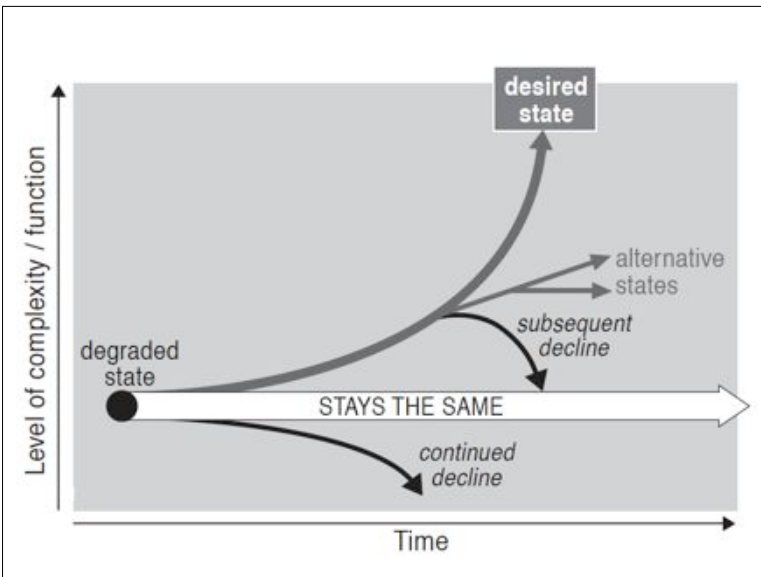 desired
state
Level of complexity / function
alternative
states
subsequent
decline
degraded
state
STAYS THE SAME
continued
decline
Time